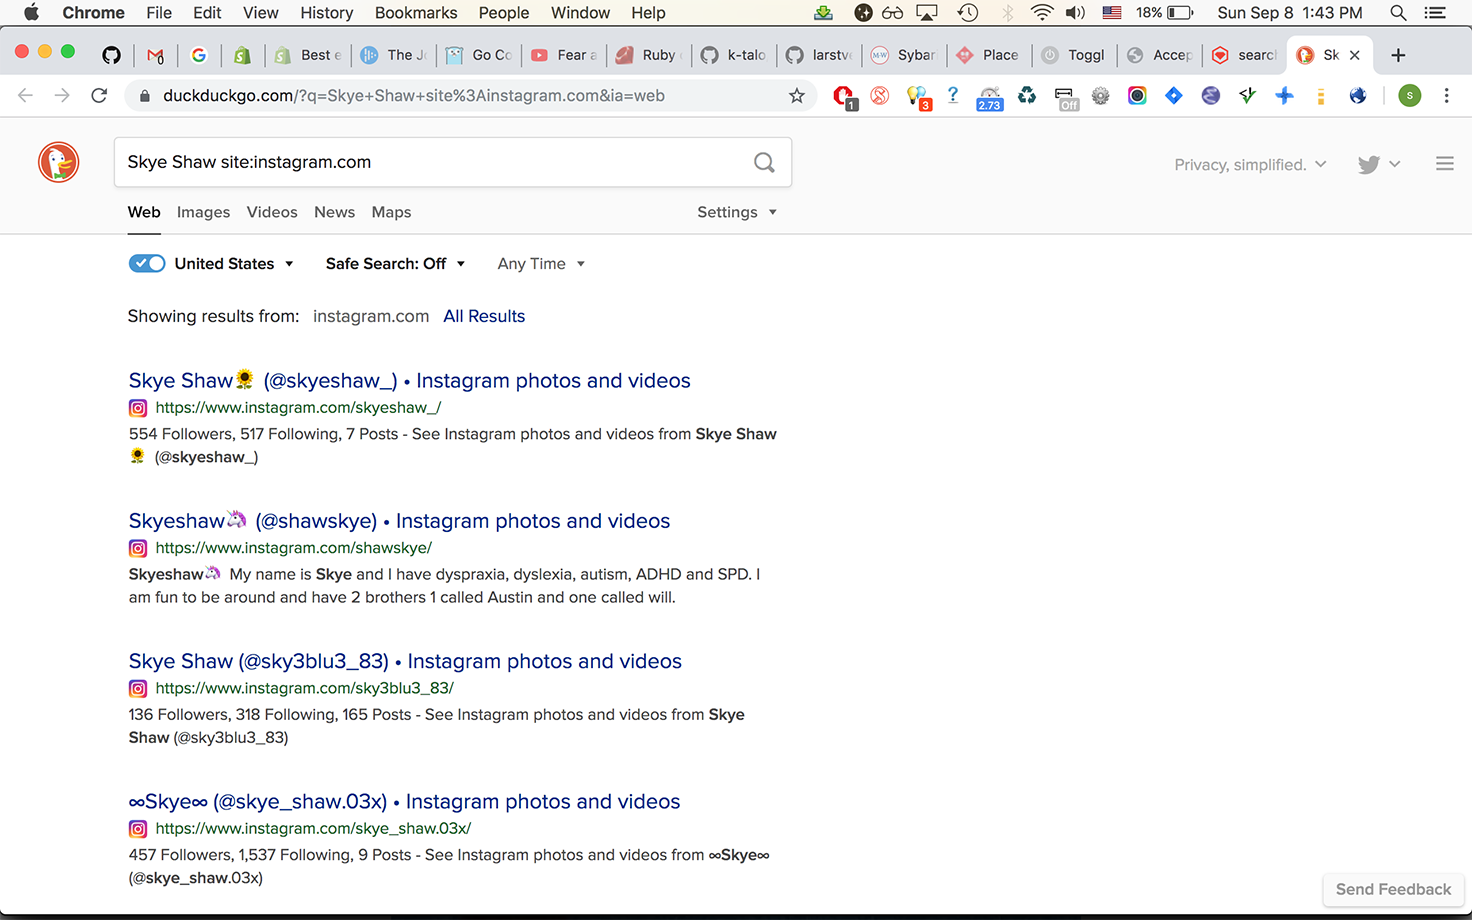 Chrome File Edit View History Bookmarks People Window Help 18% Sun Sep 8 1:43 PM
Best e The Jo Go Co Fear a Ruby k-talo larstve M-W Sybar Place Toggl Accep search Sk
duckduckgo.com/?q=Skye+Shaw+site%3Ainstagram.com&ia=web 1 3 ? 2.73 Off S
Skye Shaw site:instagram.com
Privacy, simplified.
Web Images Videos News Maps Settings
United States Safe Search: Off Any Time
Showing results from: instagram.com All Results
Skye Shaw🌻 (@skyeshaw_) • Instagram photos and videos
https://www.instagram.com/skyeshaw_/
554 Followers, 517 Following, 7 Posts - See Instagram photos and videos from Skye Shaw
🌻 (@skyeshaw_)
Skyeshaw🦄 (@shawskye) • Instagram photos and videos
https://www.instagram.com/shawskye/
Skyeshaw🦄 My name is Skye and I have dyspraxia, dyslexia, autism, ADHD and SPD. I
am fun to be around and have 2 brothers 1 called Austin and one called will.
Skye Shaw (@sky3blu3_83) • Instagram photos and videos
https://www.instagram.com/sky3blu3_83/
136 Followers, 318 Following, 165 Posts - See Instagram photos and videos from Skye
Shaw (@sky3blu3_83)
∞Skye∞ (@skye_shaw.03x) • Instagram photos and videos
https://www.instagram.com/skye_shaw.03x/
457 Followers, 1,537 Following, 9 Posts - See Instagram photos and videos from ∞Skye∞
(@skye_shaw.03x)
Send Feedback